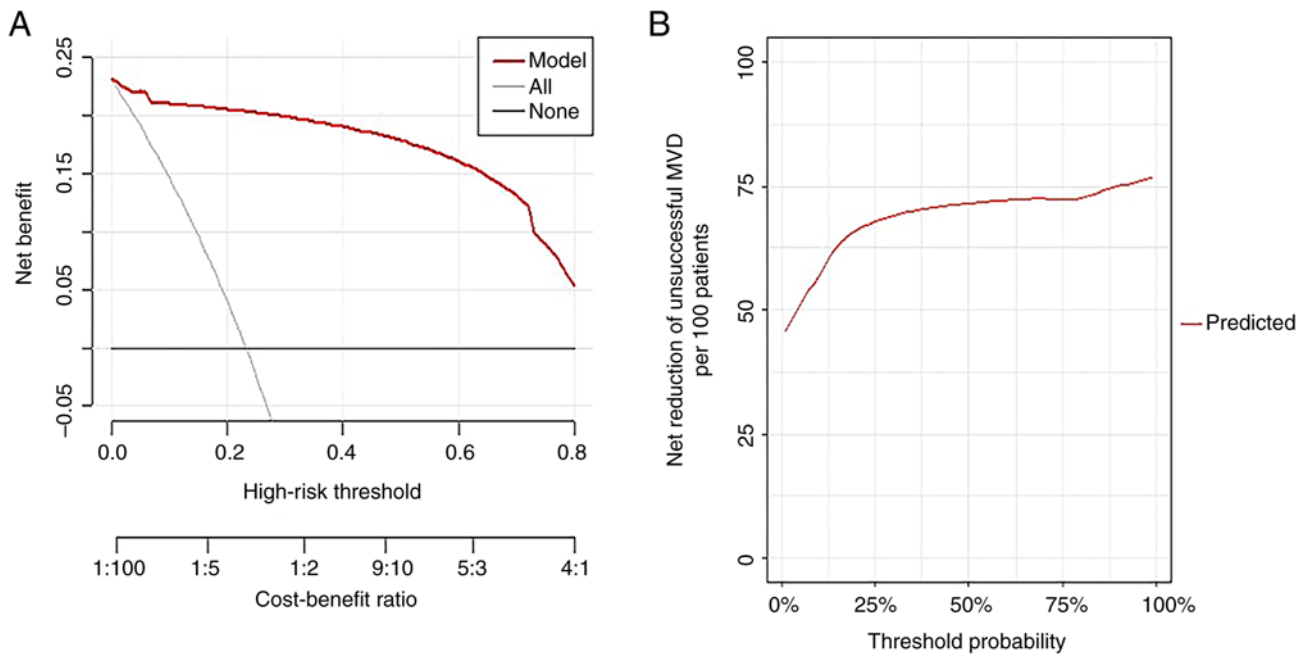 A
Net benefit
0.25
0.15
0.05
−0.05
Model
All
None
0.0 0.2 0.4 0.6 0.8
High-risk threshold
1:100 1:5 1:2 9:10 5:3 4:1
Cost-benefit ratio
B
Net reduction of unsuccessful MVD
per 100 patients
100
75
50
25
0
Predicted
0% 25% 50% 75% 100%
Threshold probability